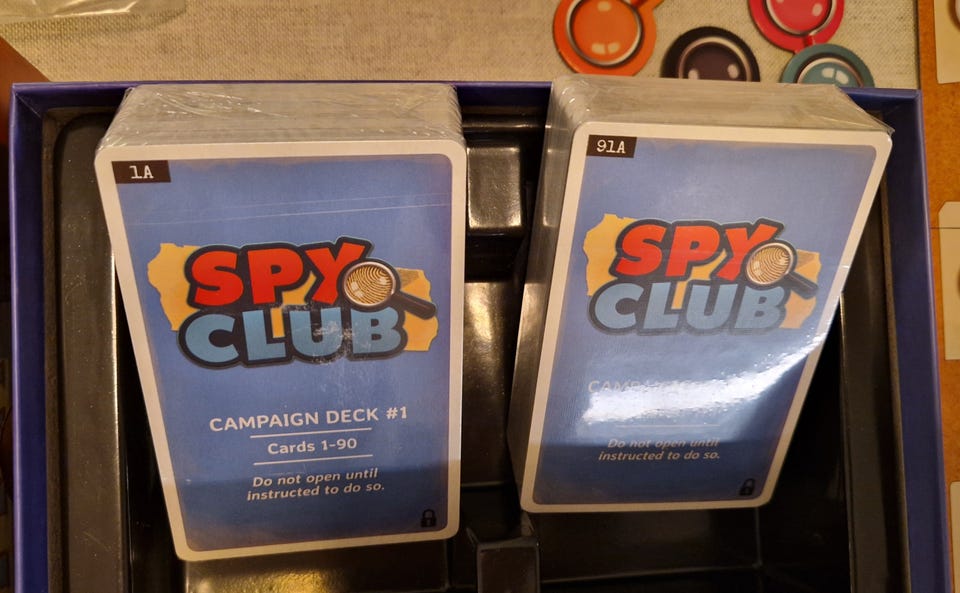 1A
SPY
CLUB
CAMPAIGN DECK #1
Cards 1-90
Do not open until
instructed to do so.
91A
SPY
CLUB
Do not open until
instructed to do so.